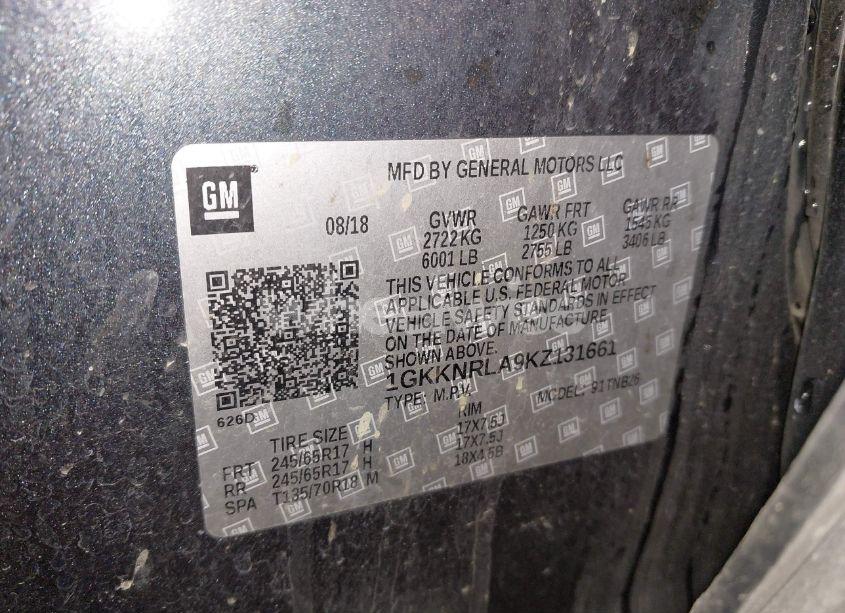 GM
MFD BY GENERAL MOTORS LLC
08/18 GVWR GAWR FRT GAWR RR
2722 KG 1250 KG 1545 KG
6001 LB 2755 LB 3406 LB
THIS VEHICLE CONFORMS TO ALL
APPLICABLE U.S. FEDERAL MOTOR
VEHICLE SAFETY STANDARDS IN EFFECT
ON THE DATE OF MANUFACTURE
SHOWN ABOVE.
1GKKNRLA9KZ131661
TYPE: M.P.V. MODEL: 91TNB26
626D
TIRE SIZE RIM
FRT 245/65R17 H 17X7.5J
RR 245/65R17 H 17X7.5J
SPA T135/70R18 M 18X4.5B